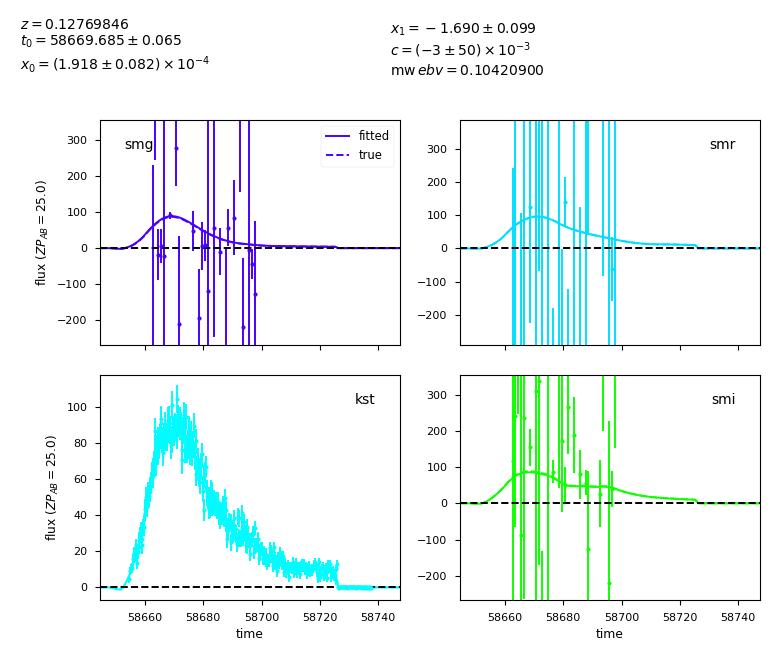 z = 0.12769846
t₀ = 58669.685 ± 0.065
x₀ = (1.918 ± 0.082) × 10⁻⁴
x₁ = −1.690 ± 0.099
c = (−3 ± 50) × 10⁻³
mw ebv = 0.10420900
smg
fitted
true
300
200
100
0
−100
−200
flux (ZP_AB = 25.0)
smr
300
200
100
0
−100
−200
kst
100
80
60
40
20
0
flux (ZP_AB = 25.0)
58660 58680 58700 58720 58740
time
smi
300
200
100
0
−100
−200
58660 58680 58700 58720 58740
time